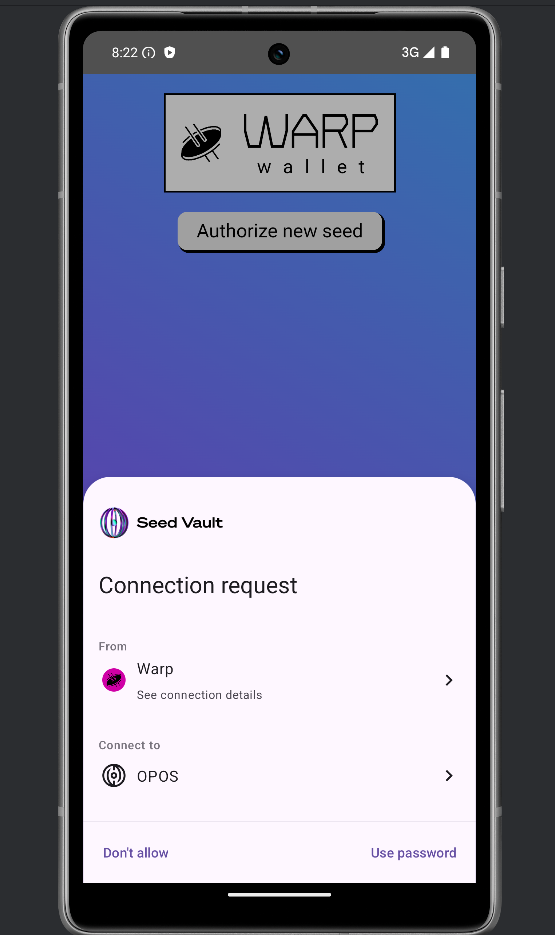 8:22
3G
WARP
wallet
Authorize new seed
Seed Vault
Connection request
From
Warp
See connection details
Connect to
OPOS
Don't allow
Use password